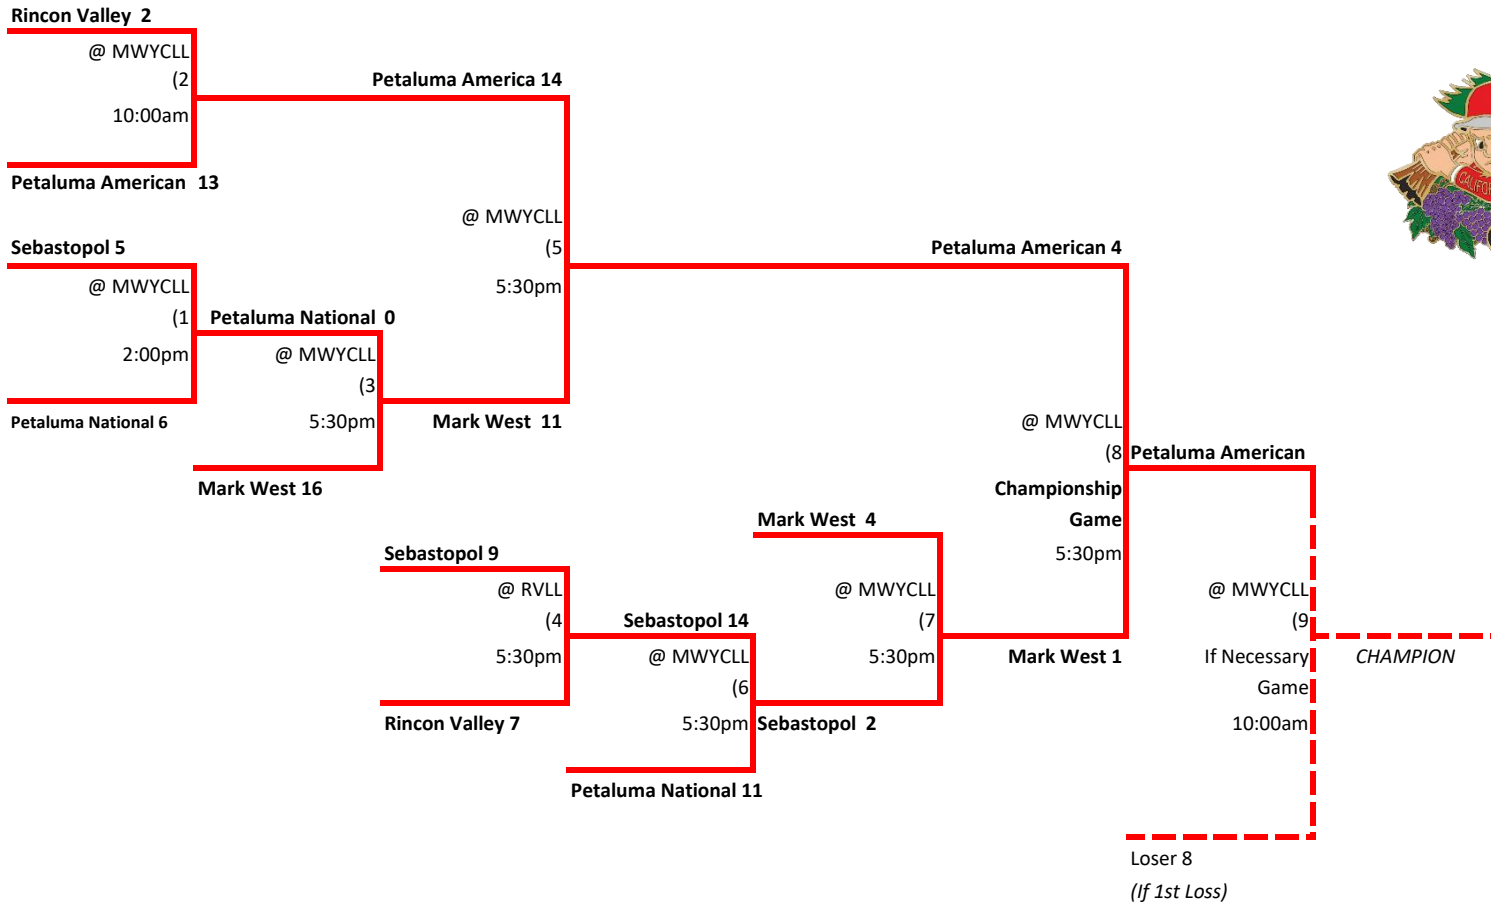 Rincon Valley 2
@ MWYCLL
(2
10:00am
Petaluma American 13
Petaluma America 14
Sebastopol 5
@ MWYCLL
(1
2:00pm
Petaluma National 6
Petaluma National 0
@ MWYCLL
(3
5:30pm
Mark West 16
@ MWYCLL
(5
5:30pm
Mark West 11
Petaluma American 4
Sebastopol 9
@ RVLL
(4
5:30pm
Rincon Valley 7
Sebastopol 14
@ MWYCLL
(6
5:30pm
Petaluma National 11
Mark West 4
@ MWYCLL
(7
5:30pm
Sebastopol 2
@ MWYCLL
(8
Championship
Game
5:30pm
Mark West 1
Petaluma American
@ MWYCLL
(9
If Necessary
Game
10:00am
Loser 8
(If 1st Loss)
CHAMPION